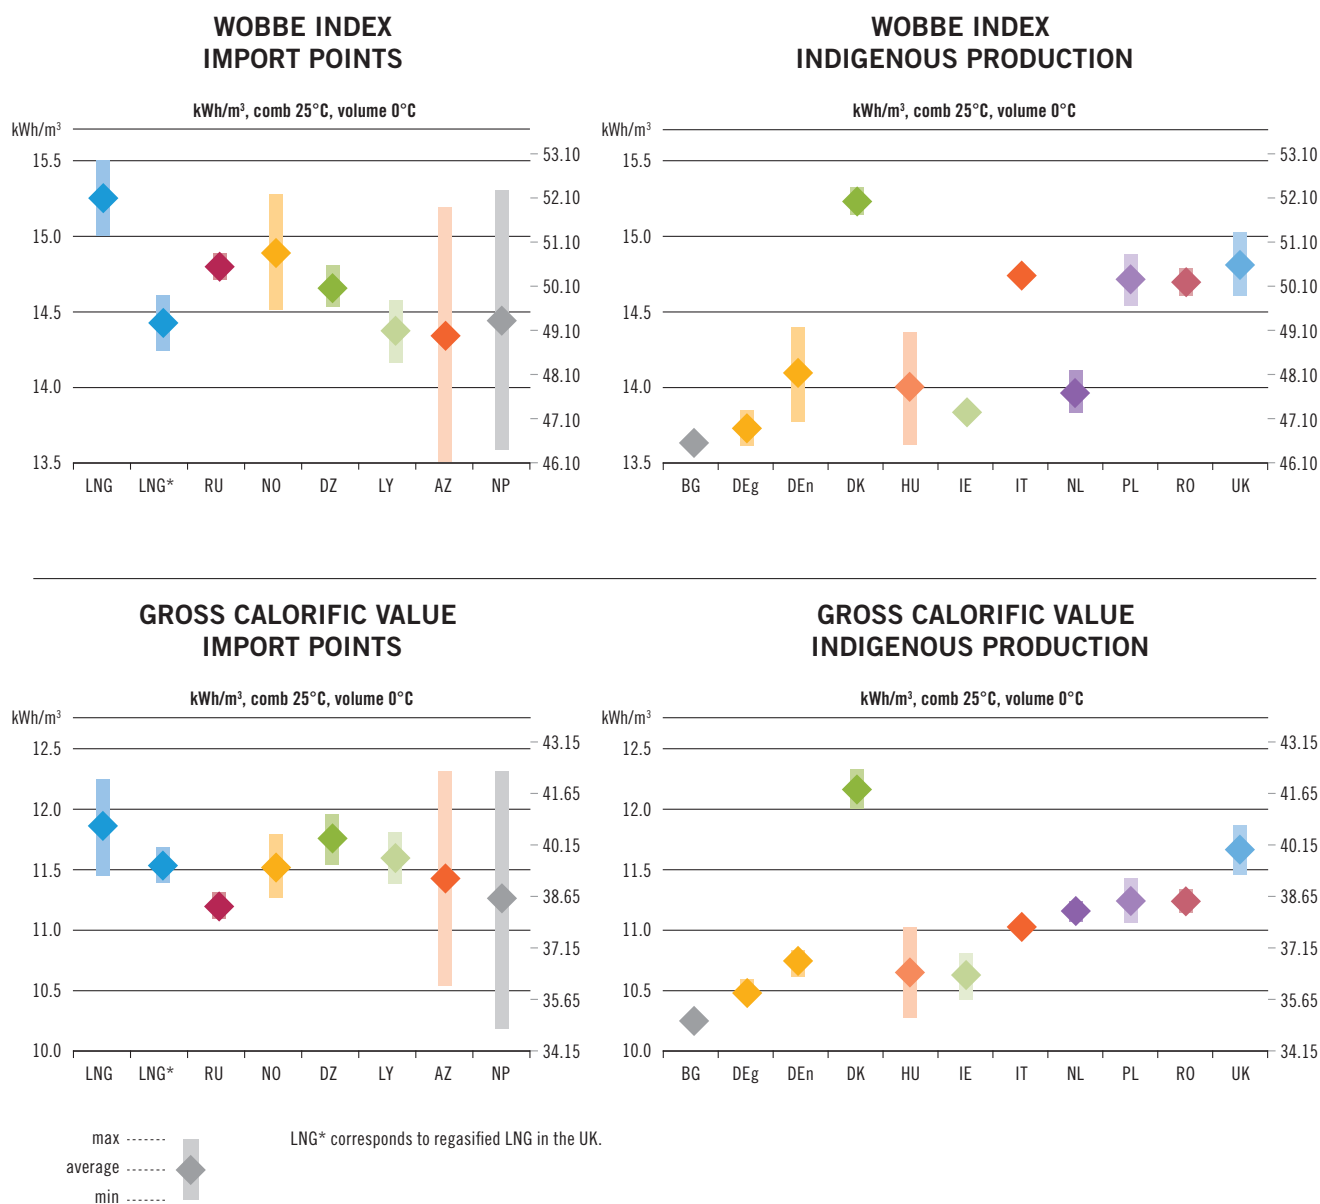 WOBBE INDEX
IMPORT POINTS
kWh/m³, comb 25°C, volume 0°C
kWh/m³
15.5
15.0
14.5
14.0
13.5
53.10
52.10
51.10
50.10
49.10
48.10
47.10
46.10
LNG LNG* RU NO DZ LY AZ NP
WOBBE INDEX
INDIGENOUS PRODUCTION
kWh/m³, comb 25°C, volume 0°C
kWh/m³
15.5
15.0
14.5
14.0
13.5
53.10
52.10
51.10
50.10
49.10
48.10
47.10
46.10
BG DEg DEn DK HU IE IT NL PL RO UK
GROSS CALORIFIC VALUE
IMPORT POINTS
kWh/m³, comb 25°C, volume 0°C
kWh/m³
12.5
12.0
11.5
11.0
10.5
10.0
43.15
41.65
40.15
38.65
37.15
35.65
34.15
LNG LNG* RU NO DZ LY AZ NP
GROSS CALORIFIC VALUE
INDIGENOUS PRODUCTION
kWh/m³, comb 25°C, volume 0°C
kWh/m³
12.5
12.0
11.5
11.0
10.5
10.0
43.15
41.65
40.15
38.65
37.15
35.65
34.15
BG DEg DEn DK HU IE IT NL PL RO UK
max
average
min
LNG* corresponds to regasified LNG in the UK.